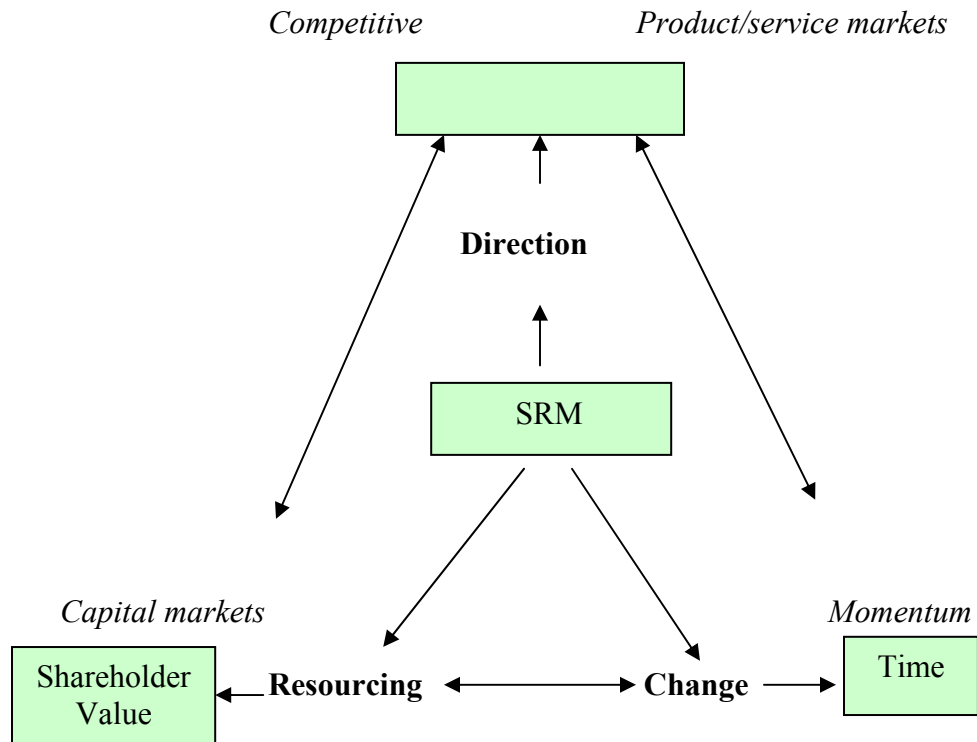 Competitive Product/service markets
Direction
SRM
Capital markets
Momentum
Shareholder
Value
Resourcing
Change
Time